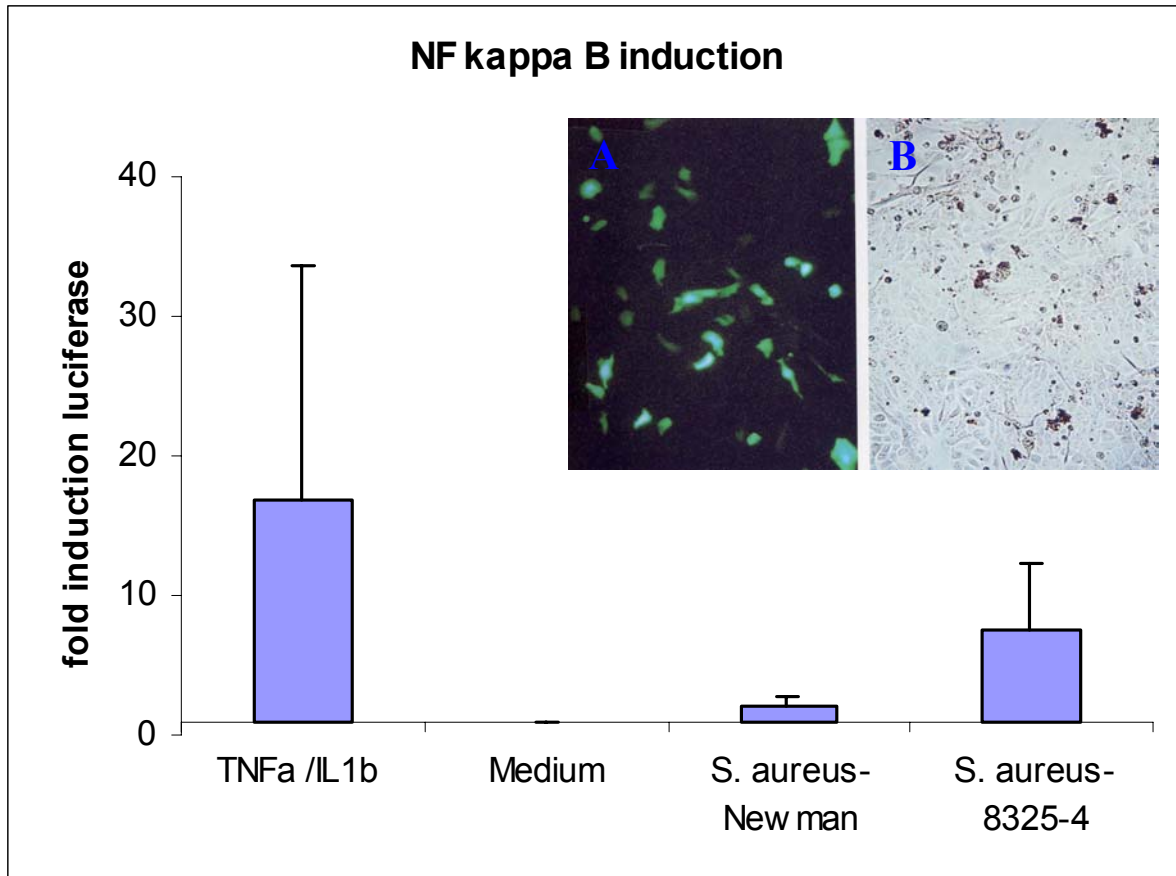 NF kappa B induction
A
B
40
30
20
10
0
fold induction luciferase
TNFa /IL1b
Medium
S. aureus-
New man
S. aureus-
8325-4